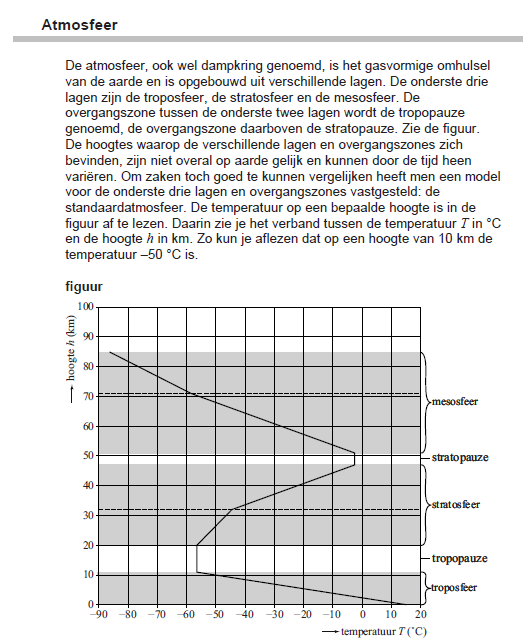 Atmosfeer
De atmosfeer, ook wel dampkring genoemd, is het gasvormige omhulsel
van de aarde en is opgebouwd uit verschillende lagen. De onderste drie
lagen zijn de troposfeer, de stratosfeer en de mesosfeer. De
overgangszone tussen de onderste twee lagen wordt de tropopauze
genoemd, de overgangszone daarboven de stratopauze. Zie de figuur.
De hoogtes waarop de verschillende lagen en overgangszones zich
bevinden, zijn niet overal op aarde gelijk en kunnen door de tijd heen
variëren. Om zaken toch goed te kunnen vergelijken heeft men een model
voor de onderste drie lagen en overgangszones vastgesteld: de
standaardatmosfeer. De temperatuur op een bepaalde hoogte is in de
figuur af te lezen. Daarin zie je het verband tussen de temperatuur T in °C
en de hoogte h in km. Zo kun je aflezen dat op een hoogte van 10 km de
temperatuur –50 °C is.
figuur
hoogte h (km)
100
90
80
70
60
50
40
30
20
10
0
mesosfeer
stratopauze
stratosfeer
tropopauze
troposfeer
–90 –80 –70 –60 –50 –40 –30 –20 –10 0 10 20
temperatuur T (°C)